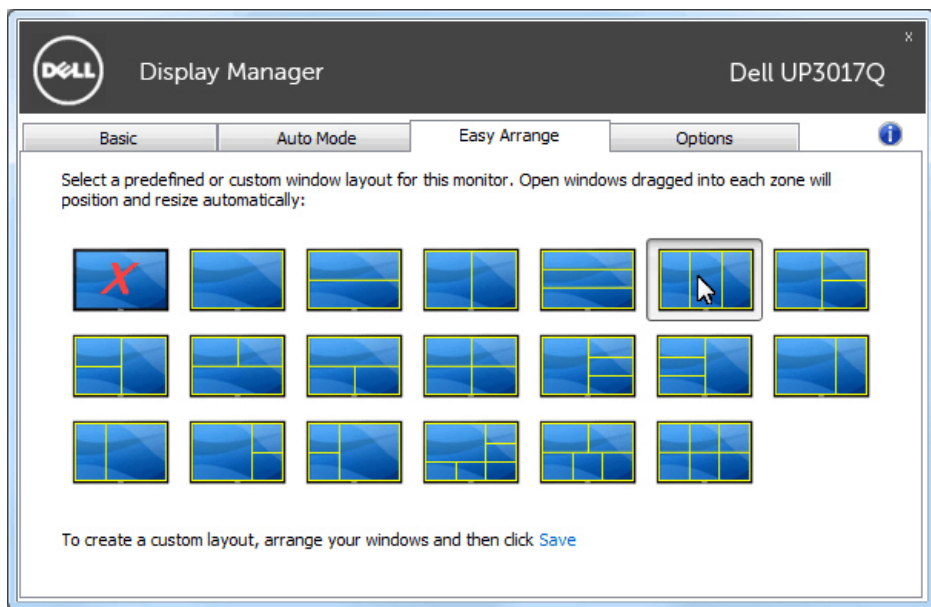 x
DELL
Display Manager
Dell UP3017Q
Basic
Auto Mode
Easy Arrange
Options
i
Select a predefined or custom window layout for this monitor. Open windows dragged into each zone will
position and resize automatically:
X
To create a custom layout, arrange your windows and then click Save